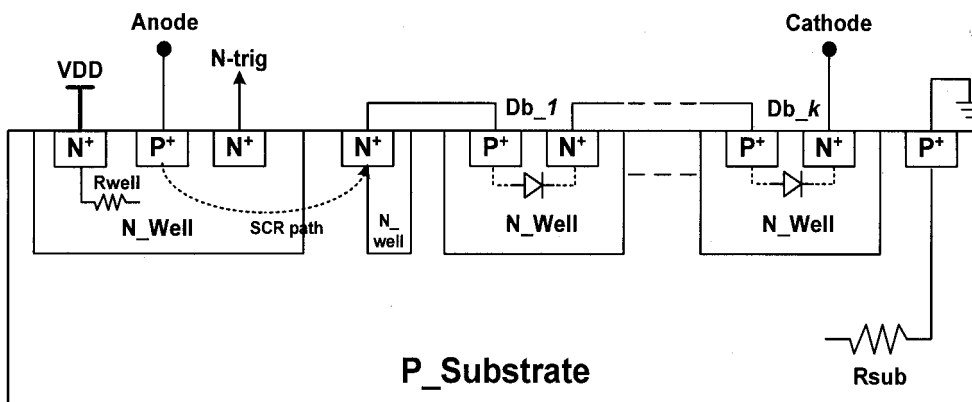 Anode
Cathode
VDD
N-trig
Db_1
Db_k
N+
P+
N+
N+
P+
N+
P+
N+
P+
Rwell
N_Well
SCR path
N_
well
N_Well
N_Well
P_Substrate
Rsub